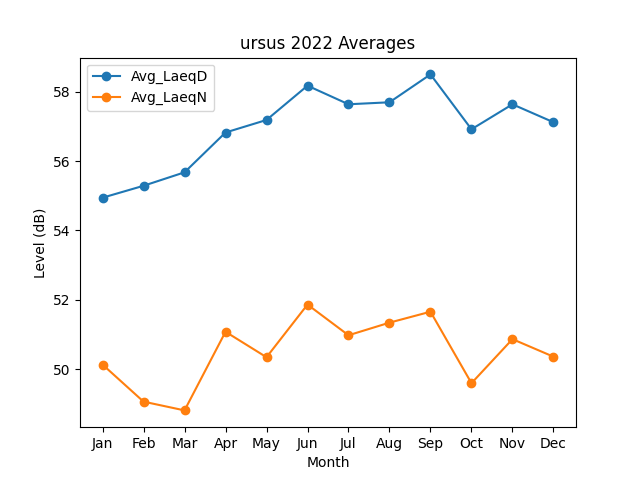 ursus 2022 Averages
Avg_LaeqD
Avg_LaeqN
Level (dB)
58
56
54
52
50
Jan Feb Mar Apr May Jun Jul Aug Sep Oct Nov Dec
Month